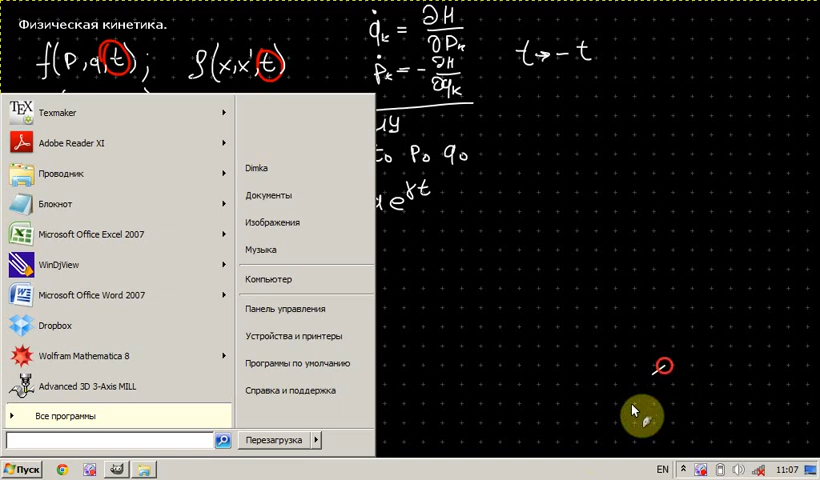 Физическая кинетика.
f(p,q,t); ρ(x,x',t)
q̇ₖ = ∂H/∂Pₖ
ṗₖ = -∂H/∂qₖ
t → -t
t₀ p₀ q₀
e^γt
Texmaker
Adobe Reader XI
Проводник
Блокнот
Microsoft Office Excel 2007
WinDjView
Microsoft Office Word 2007
Dropbox
Wolfram Mathematica 8
Advanced 3D 3-Axis MILL
Все программы
Dimka
Документы
Изображения
Музыка
Компьютер
Панель управления
Устройства и принтеры
Программы по умолчанию
Справка и поддержка
Перезагрузка
Пуск
EN
11:07